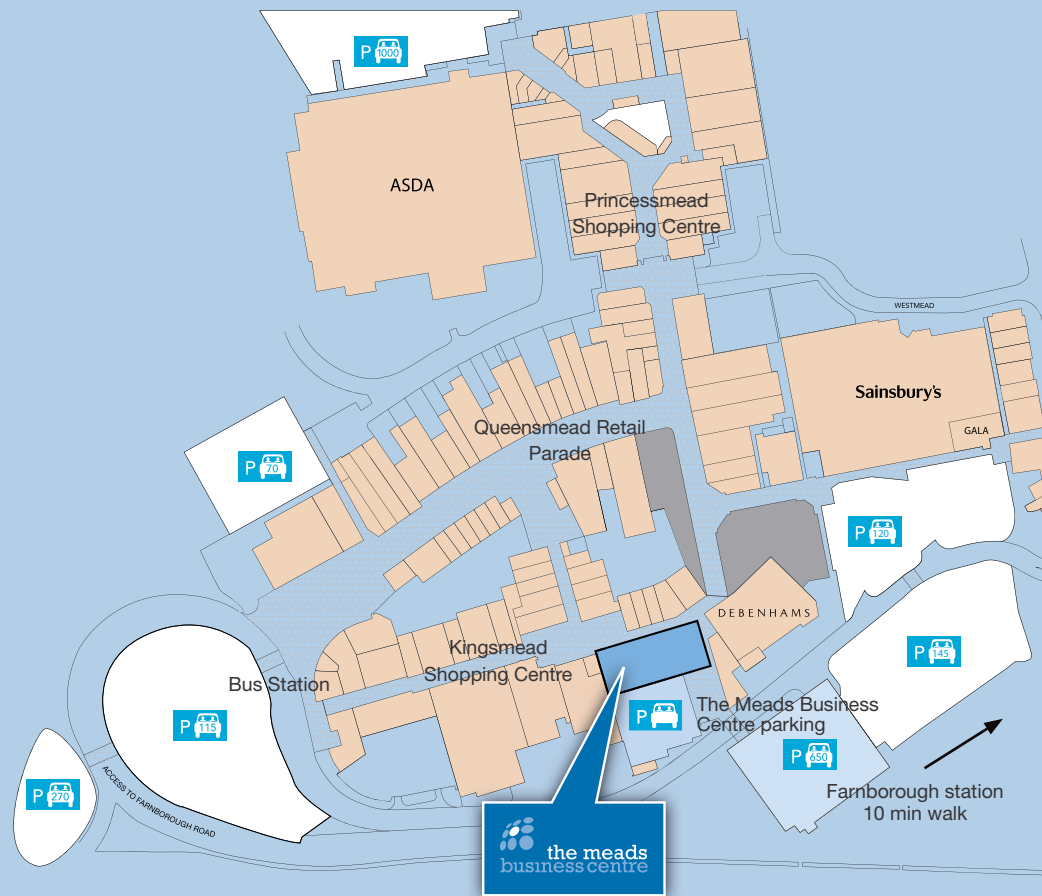 P 1000
ASDA
Princessmead
Shopping Centre
WESTMEAD
Sainsbury's
GALA
Queensmead Retail
Parade
P 70
P 120
DEBENHAMS
P 145
Kingsmead
Shopping Centre
Bus Station
P 115
P
The Meads Business
Centre parking
P 650
P 270
ACCESS TO FARNBOROUGH ROAD
Farnborough station
10 min walk
the meads
business centre